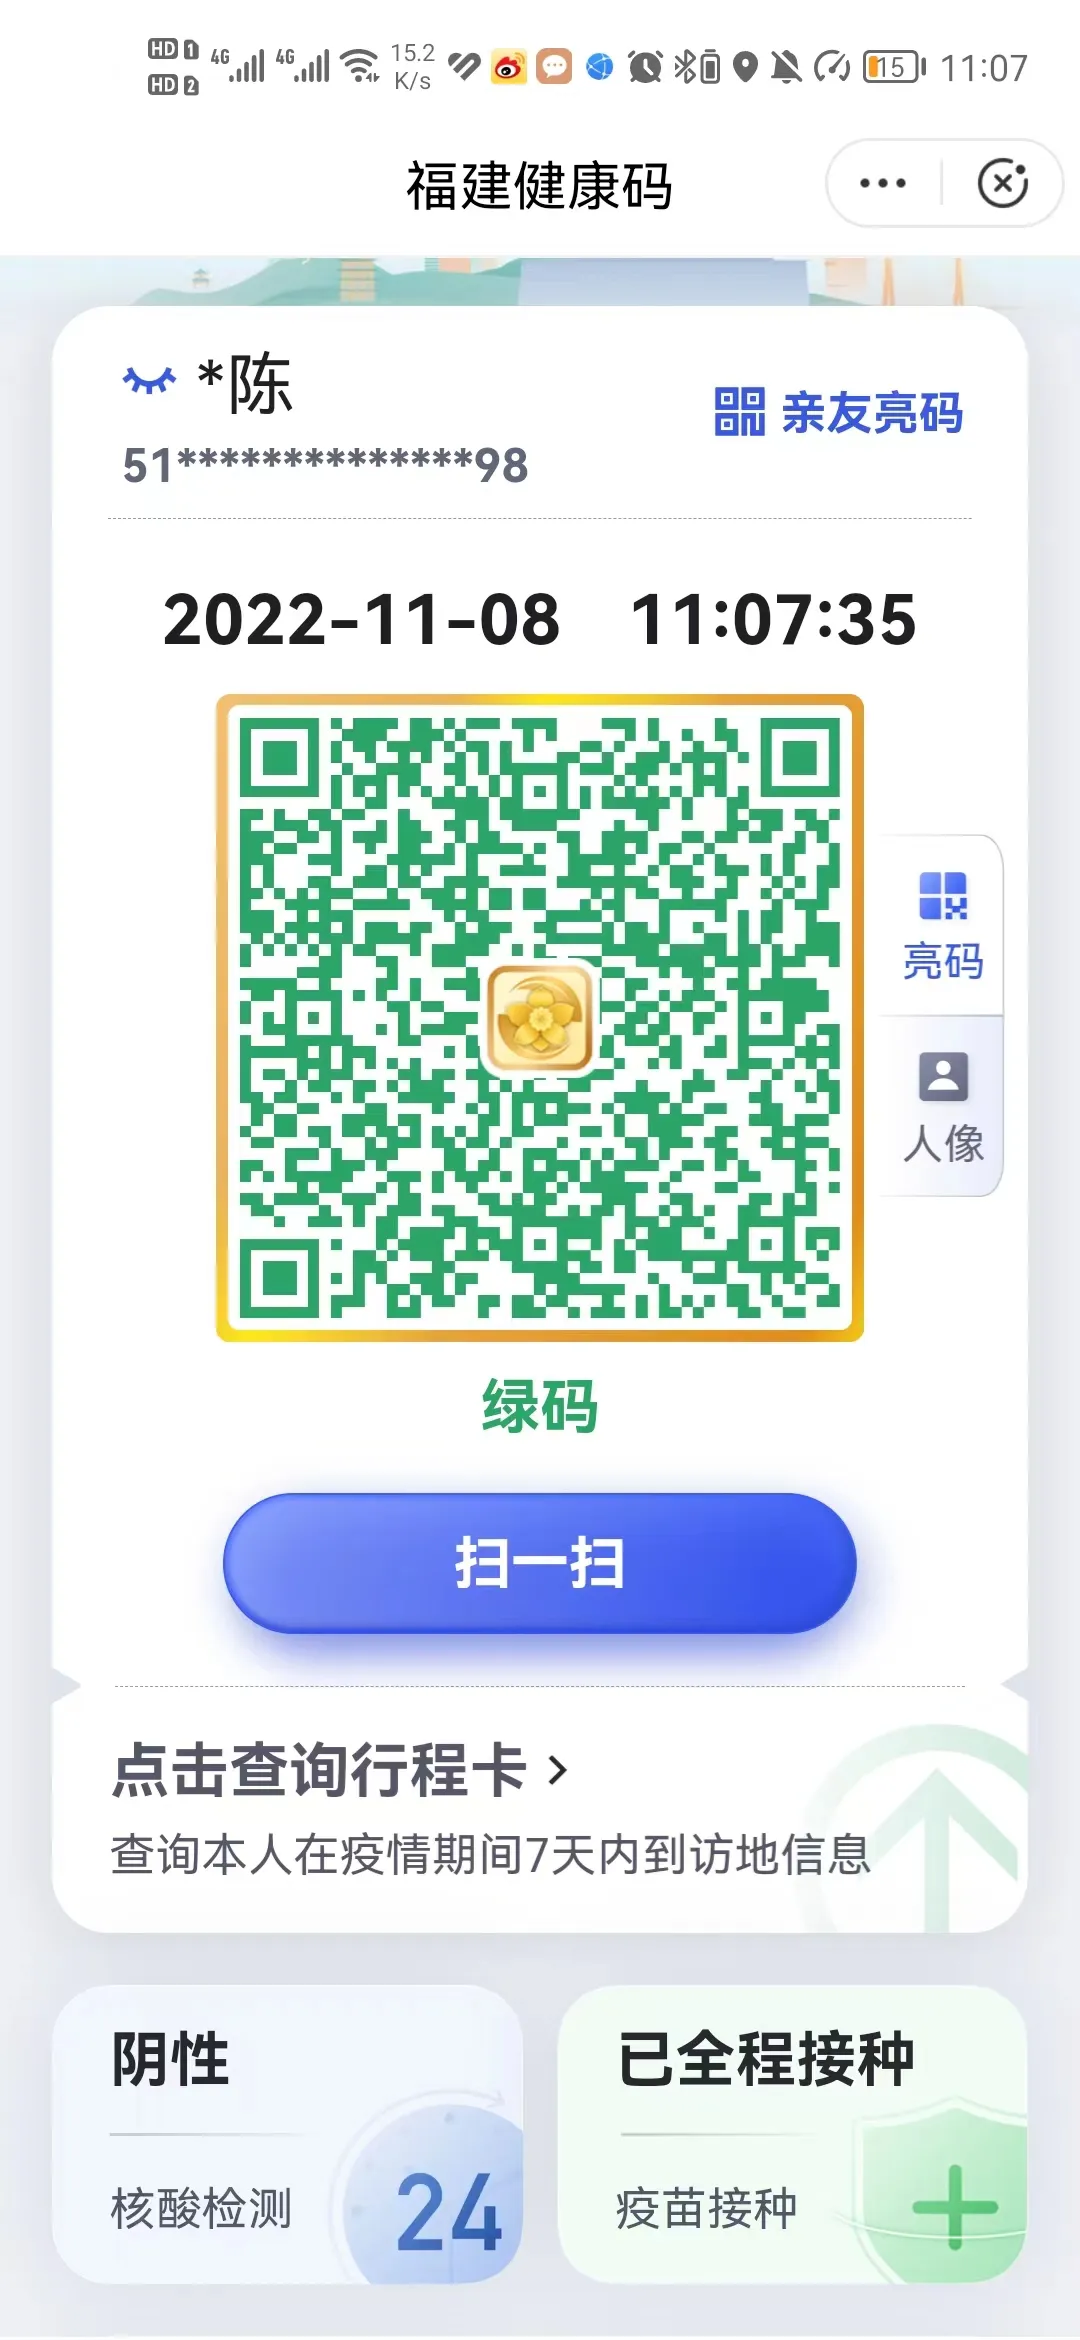 HD 1 4G 4G 15.2 15 11:07
HD 2 K/s
福建健康码
*陈
亲友亮码
51**************98
2022-11-08 11:07:35
亮码
人像
绿码
扫一扫
点击查询行程卡 >
查询本人在疫情期间7天内到访地信息
阴性
已全程接种
核酸检测
24
疫苗接种